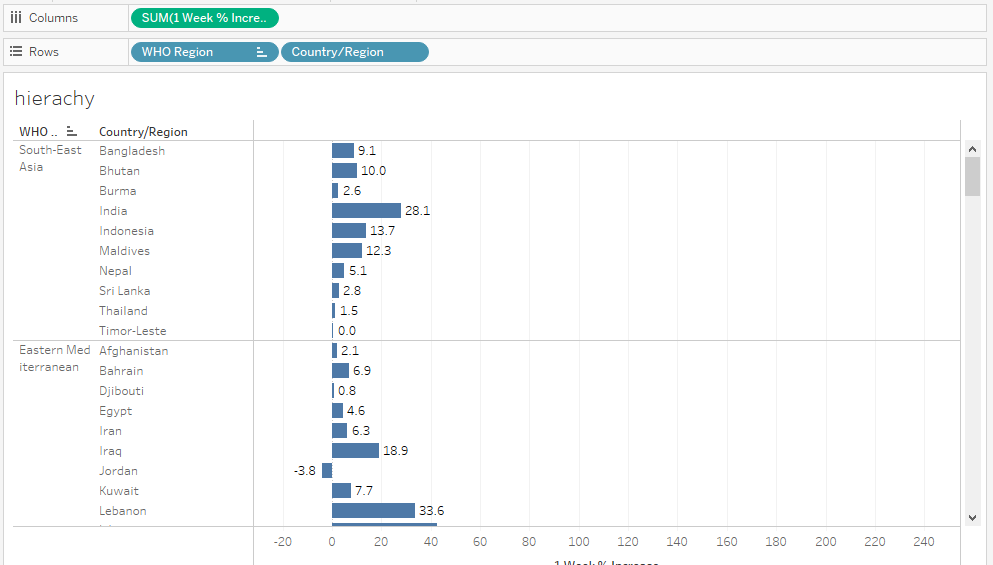 Columns SUM(1 Week % Incre..
Rows WHO Region Country/Region
hierachy
WHO .. Country/Region
South-East Asia Bangladesh 9.1
Bhutan 10.0
Burma 2.6
India 28.1
Indonesia 13.7
Maldives 12.3
Nepal 5.1
Sri Lanka 2.8
Thailand 1.5
Timor-Leste 0.0
Eastern Med iterranean Afghanistan 2.1
Bahrain 6.9
Djibouti 0.8
Egypt 4.6
Iran 6.3
Iraq 18.9
Jordan -3.8
Kuwait 7.7
Lebanon 33.6
-20 0 20 40 60 80 100 120 140 160 180 200 220 240
1 Week % Increase